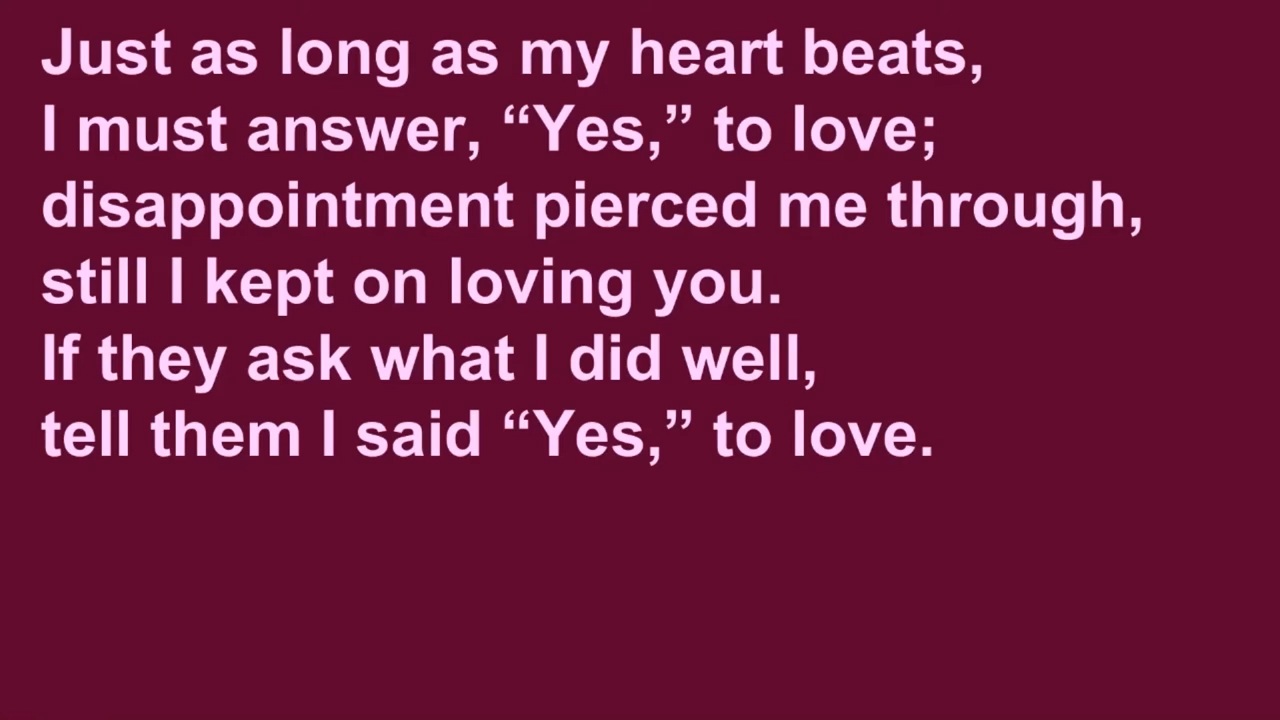 Just as long as my heart beats,
I must answer, “Yes,” to love;
disappointment pierced me through,
still I kept on loving you.
If they ask what I did well,
tell them I said “Yes,” to love.